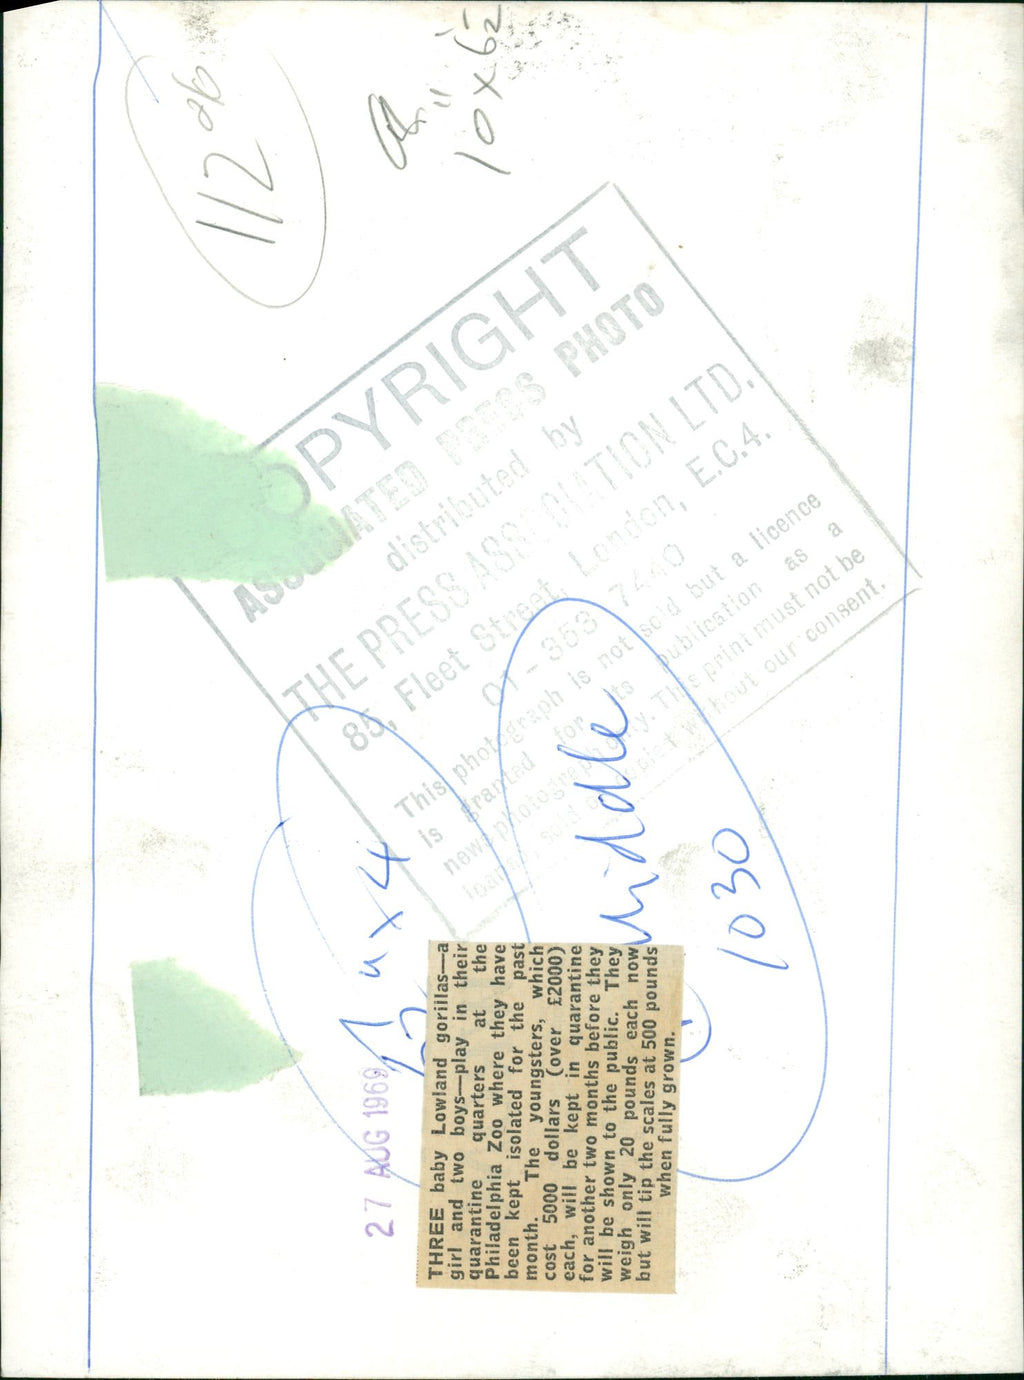 112 
10 x 6½
COPYRIGHT
ASSOCIATED PRESS PHOTO
distributed by
THE PRESS ASSOCIATION LTD.
85, Fleet Street, London, E.C.4.
01-353 7440
This photograph is not sold but a licence
is granted for its publication as a
news photograph only. This print must not be
loaned, sold or without our consent.
" x 4
middle
1030
27 AUG 1969
THREE baby Lowland gorillas—a
girl and two boys—play in their
quarantine quarters at the
Philadelphia Zoo where they have
been kept isolated for the past
month. The youngsters, which
cost 5000 dollars (over £2000)
each, will be kept in quarantine
for another two months before they
will be shown to the public. They
weigh only 20 pounds each now
but will tip the scales at 500 pounds
when fully grown.